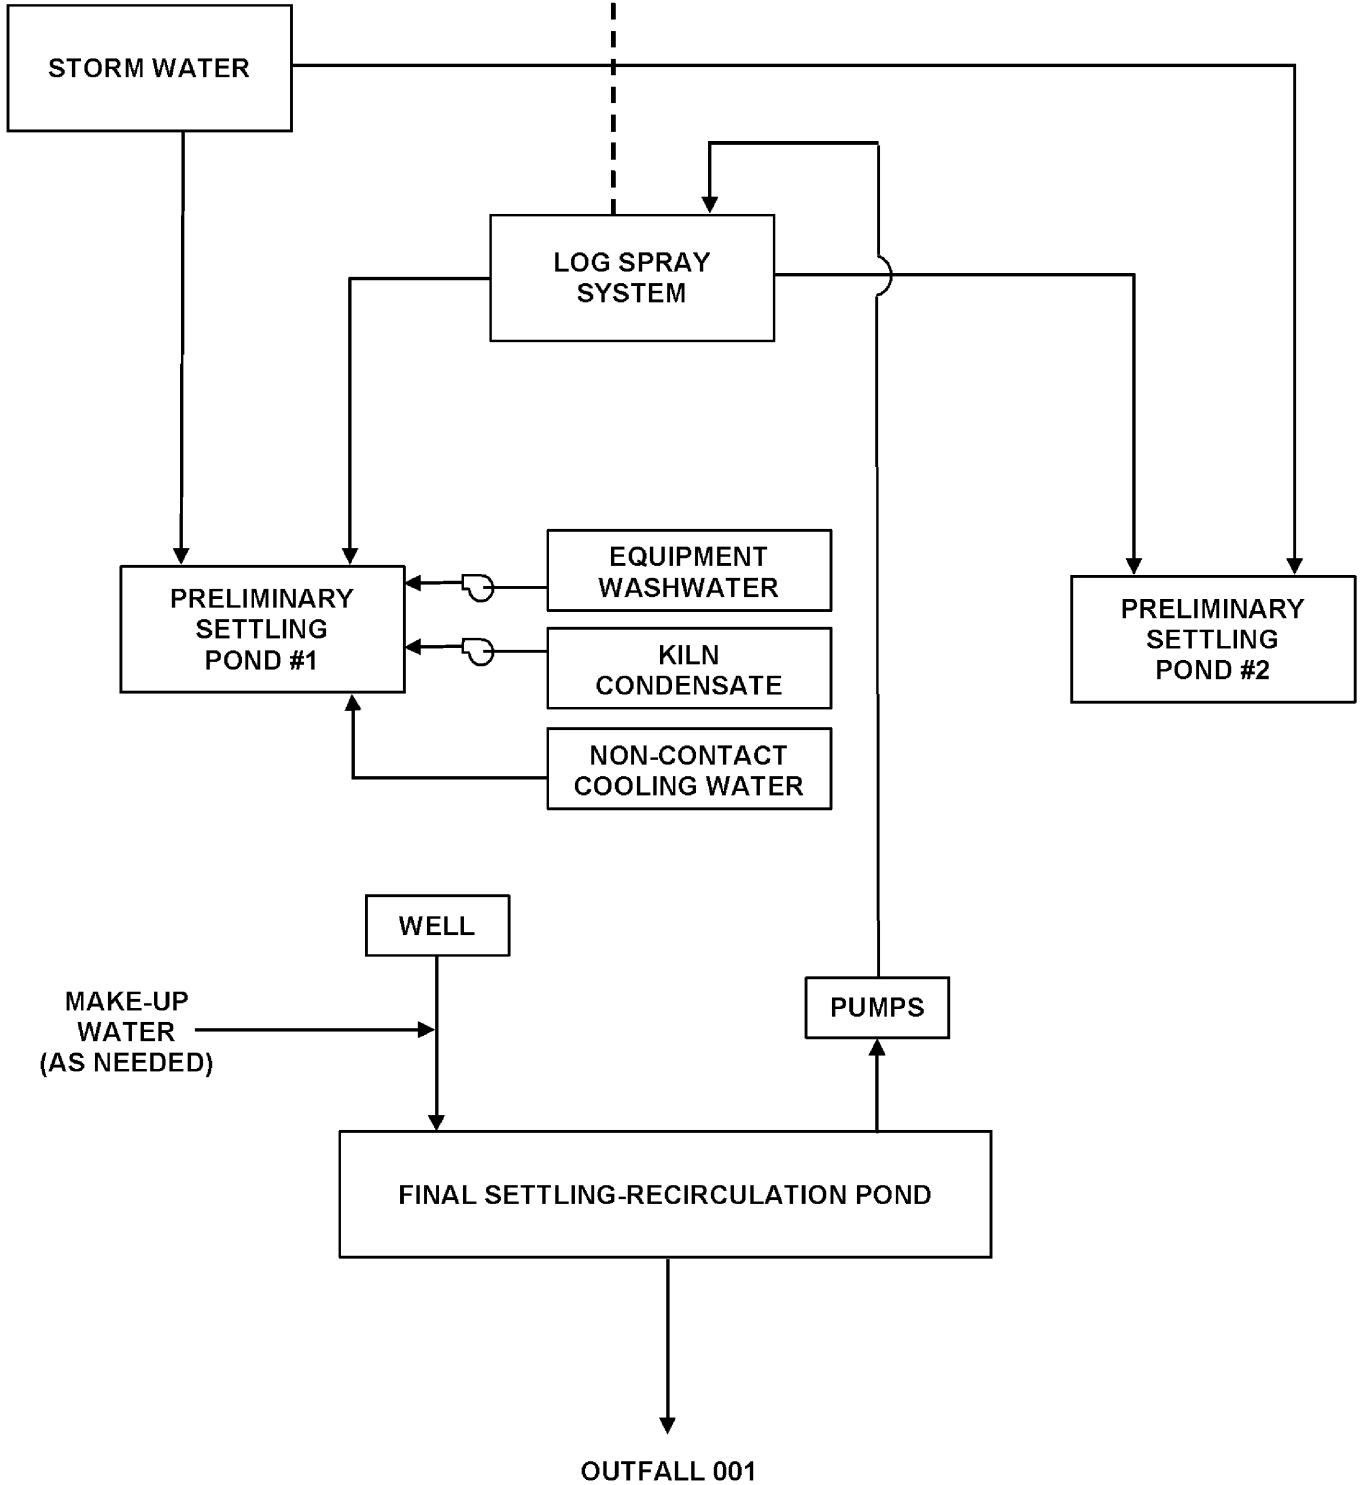 STORM WATER
LOG SPRAY
SYSTEM
EQUIPMENT
WASHWATER
PRELIMINARY
SETTLING
POND #1
PRELIMINARY
SETTLING
POND #2
KILN
CONDENSATE
NON-CONTACT
COOLING WATER
WELL
MAKE-UP
WATER
(AS NEEDED)
PUMPS
FINAL SETTLING-RECIRCULATION POND
OUTFALL 001